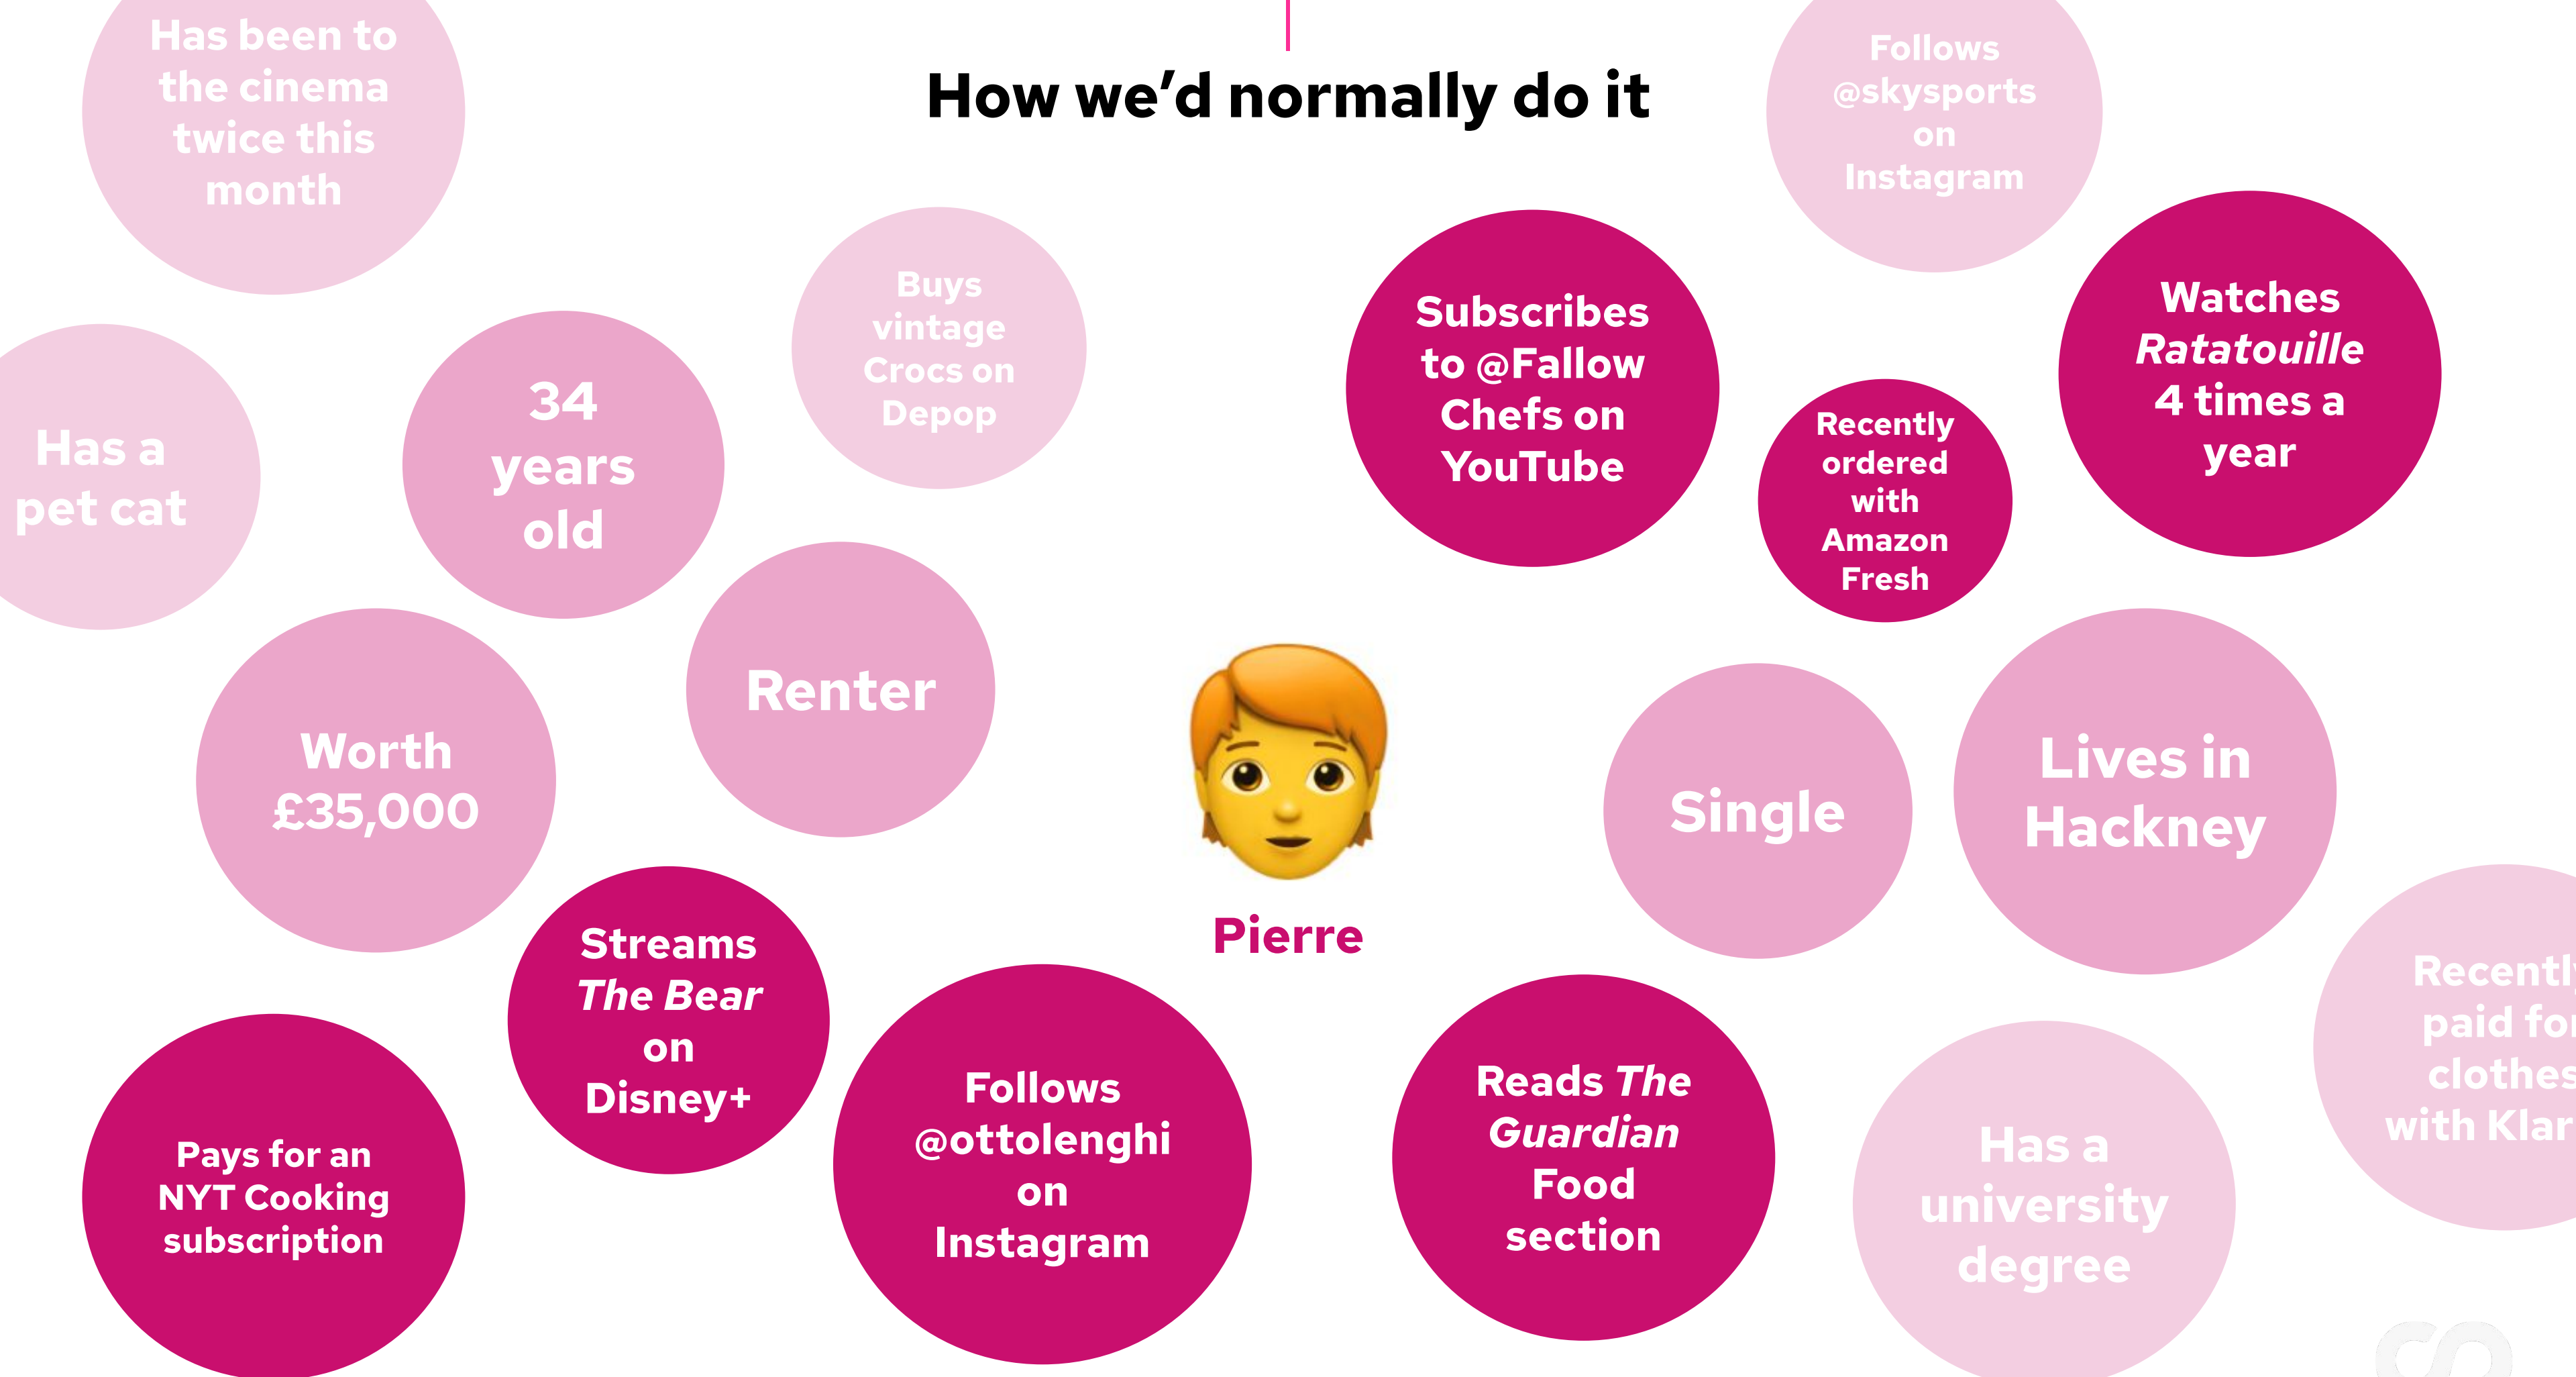 Has been to
the cinema
twice this
month
How we’d normally do it
Follows
@skysports
on
Instagram
Buys
vintage
Crocs on
Depop
Subscribes
to @Fallow
Chefs on
YouTube
Watches
Ratatouille
4 times a
year
Has a
pet cat
34
years
old
Recently
ordered
with
Amazon
Fresh
Renter
Worth
£35,000
Single
Lives in
Hackney
Pierre
Streams
The Bear
on
Disney+
Follows
@ottolenghi
on
Instagram
Reads The
Guardian
Food
section
Pays for an
NYT Cooking
subscription
Has a
university
degree
paid
clothes
with